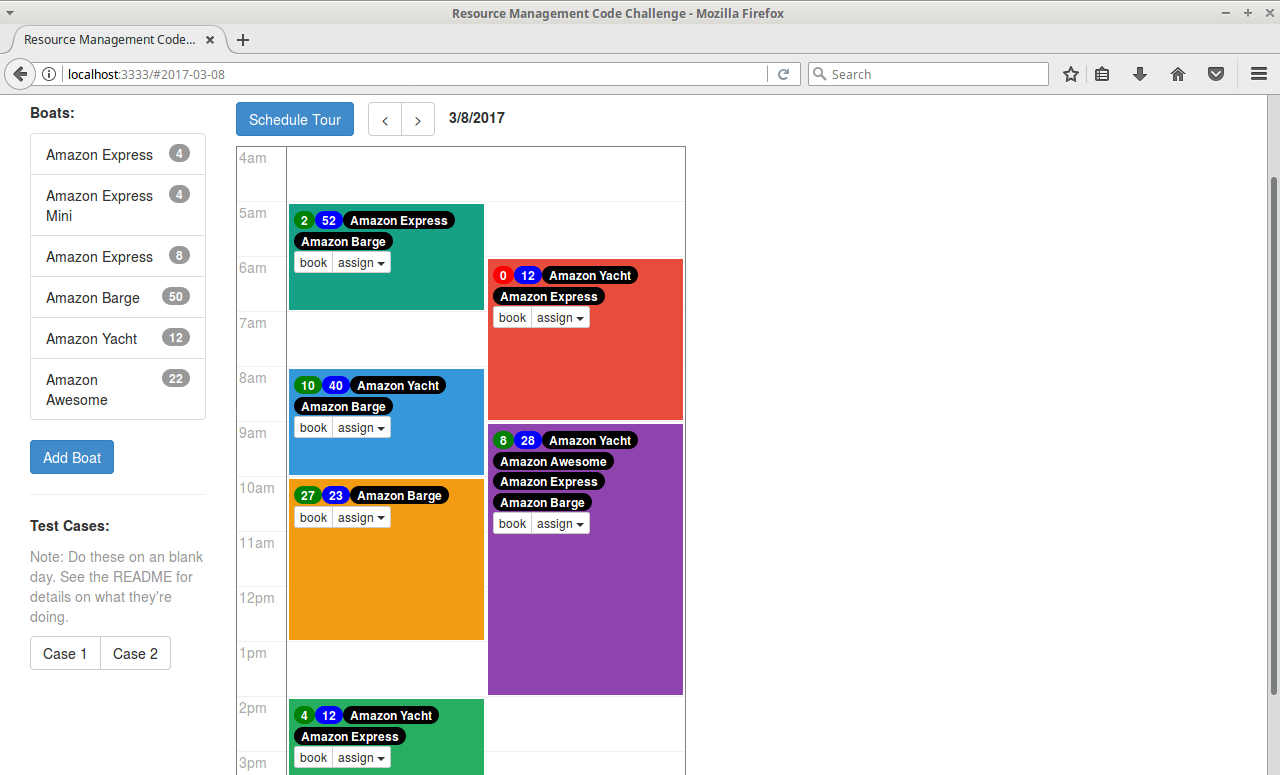 Resource Management Code Challenge - Mozilla Firefox
Resource Management Code...
localhost:3333/#2017-03-08
Search
Boats:
Amazon Express 4
Amazon Express
Mini 4
Amazon Express 8
Amazon Barge 50
Amazon Yacht 12
Amazon
Awesome 22
Add Boat
Test Cases:
Note: Do these on an blank
day. See the README for
details on what they're
doing.
Case 1 Case 2
Schedule Tour < > 3/8/2017
4am
5am
6am
7am
8am
9am
10am
11am
12pm
1pm
2pm
3pm
2 52 Amazon Express
Amazon Barge
book assign
0 12 Amazon Yacht
Amazon Express
book assign
10 40 Amazon Yacht
Amazon Barge
book assign
8 28 Amazon Yacht
Amazon Awesome
Amazon Express
Amazon Barge
book assign
27 23 Amazon Barge
book assign
4 12 Amazon Yacht
Amazon Express
book assign